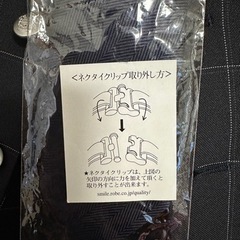 ＜ネクタイクリップ取り外し方＞
★ネクタイクリップは、上図の
矢印の方向に力を加えて頂くと
取り外すことが出来ます。
smile.robe.co.jp/quality/